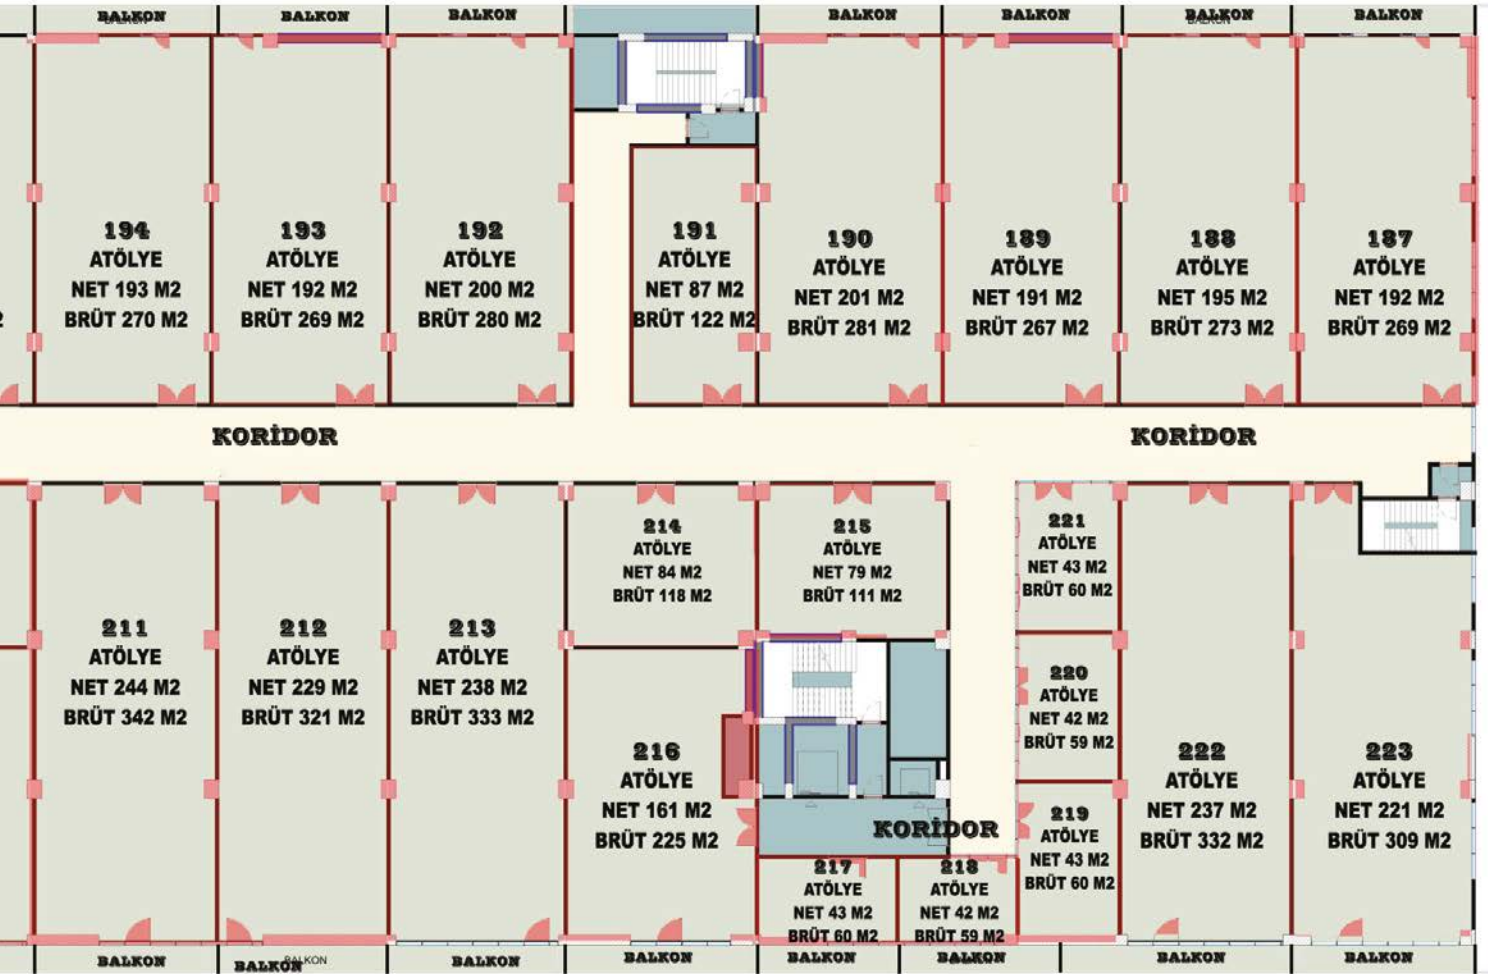 BALKON
BALKON
BALKON
BALKON
BALKON
BALKON
BALKON
194
ATÖLYE
NET 193 M2
BRÜT 270 M2
193
ATÖLYE
NET 192 M2
BRÜT 269 M2
192
ATÖLYE
NET 200 M2
BRÜT 280 M2
191
ATÖLYE
NET 87 M2
BRÜT 122 M2
190
ATÖLYE
NET 201 M2
BRÜT 281 M2
189
ATÖLYE
NET 191 M2
BRÜT 267 M2
188
ATÖLYE
NET 195 M2
BRÜT 273 M2
187
ATÖLYE
NET 192 M2
BRÜT 269 M2
2
KORİDOR
KORİDOR
211
ATÖLYE
NET 244 M2
BRÜT 342 M2
212
ATÖLYE
NET 229 M2
BRÜT 321 M2
213
ATÖLYE
NET 238 M2
BRÜT 333 M2
214
ATÖLYE
NET 84 M2
BRÜT 118 M2
215
ATÖLYE
NET 79 M2
BRÜT 111 M2
221
ATÖLYE
NET 43 M2
BRÜT 60 M2
220
ATÖLYE
NET 42 M2
BRÜT 59 M2
216
ATÖLYE
NET 161 M2
BRÜT 225 M2
222
ATÖLYE
NET 237 M2
BRÜT 332 M2
223
ATÖLYE
NET 221 M2
BRÜT 309 M2
KORİDOR
219
ATÖLYE
NET 43 M2
BRÜT 60 M2
217
ATÖLYE
NET 43 M2
BRÜT 60 M2
218
ATÖLYE
NET 42 M2
BRÜT 59 M2
BALKON
BALKON
BALKON
BALKON
BALKON
BALKON
BALKON
BALKON